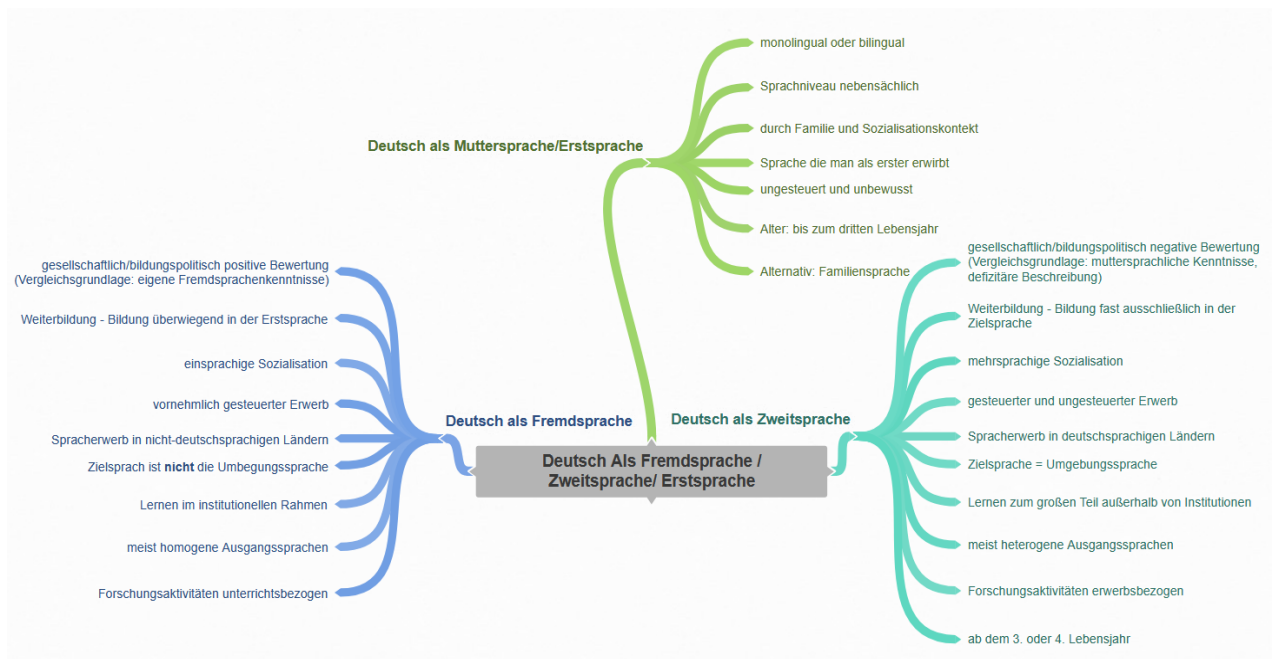 Deutsch als Muttersprache/Erstsprache
monolingual oder bilingual
Sprachniveau nebensächlich
durch Familie und Sozialisationskontekt
Sprache die man als erster erwirbt
ungesteuert und unbewusst
Alter: bis zum dritten Lebensjahr
Alternativ: Familiensprache
gesellschaftlich/bildungspolitisch positive Bewertung
(Vergleichsgrundlage: eigene Fremdsprachenkenntnisse)
Weiterbildung - Bildung überwiegend in der Erstsprache
einsprachige Sozialisation
vornehmlich gesteuerter Erwerb
Deutsch als Fremdsprache
Spracherwerb in nicht-deutschsprachigen Ländern
Zielsprach ist nicht die Umbegungssprache
Lernen im institutionellen Rahmen
meist homogene Ausgangssprachen
Forschungsaktivitäten unterrichtsbezogen
Deutsch Als Fremdsprache /
Zweitsprache/ Erstsprache
Deutsch als Zweitsprache
gesellschaftlich/bildungspolitisch negative Bewertung
(Vergleichsgrundlage: muttersprachliche Kenntnisse,
defizitäre Beschreibung)
Weiterbildung - Bildung fast ausschließlich in der
Zielsprache
mehrsprachige Sozialisation
gesteuerter und ungesteuerter Erwerb
Spracherwerb in deutschsprachigen Ländern
Zielsprache = Umgebungssprache
Lernen zum großen Teil außerhalb von Institutionen
meist heterogene Ausgangssprachen
Forschungsaktivitäten erwerbsbezogen
ab dem 3. oder 4. Lebensjahr